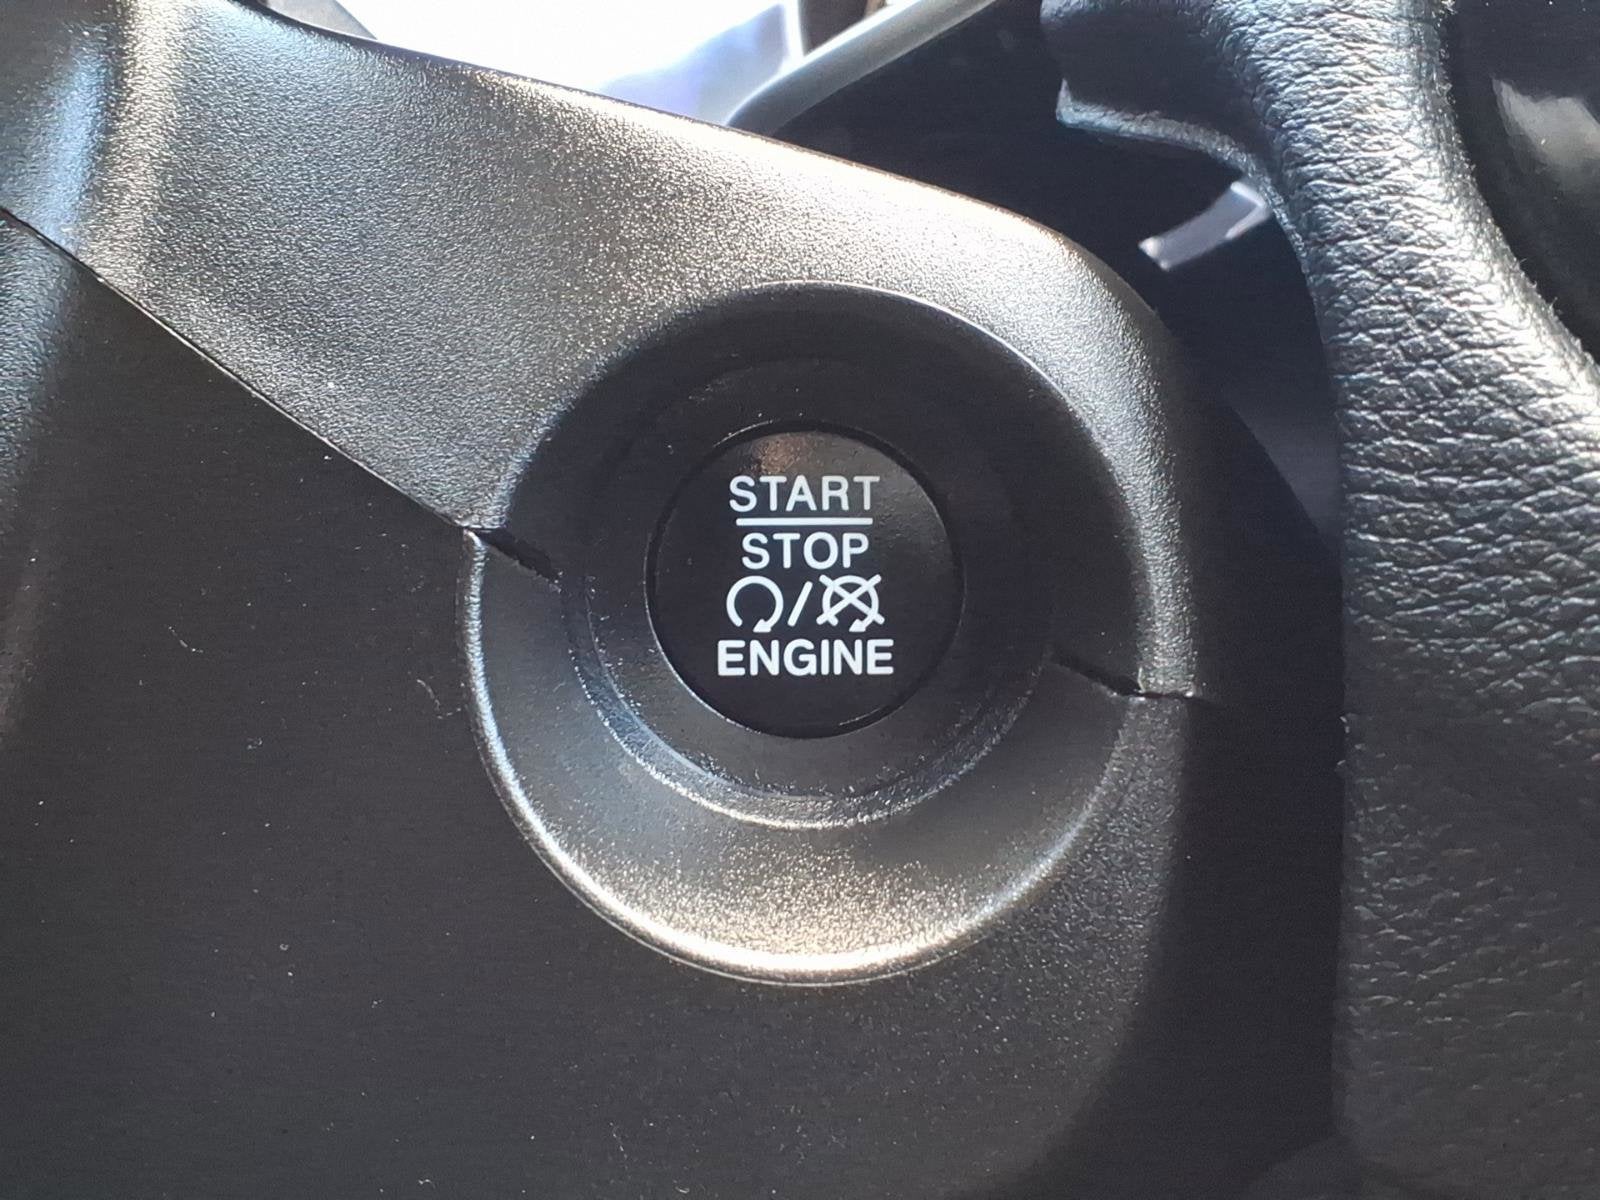 START
STOP
/
ENGINE